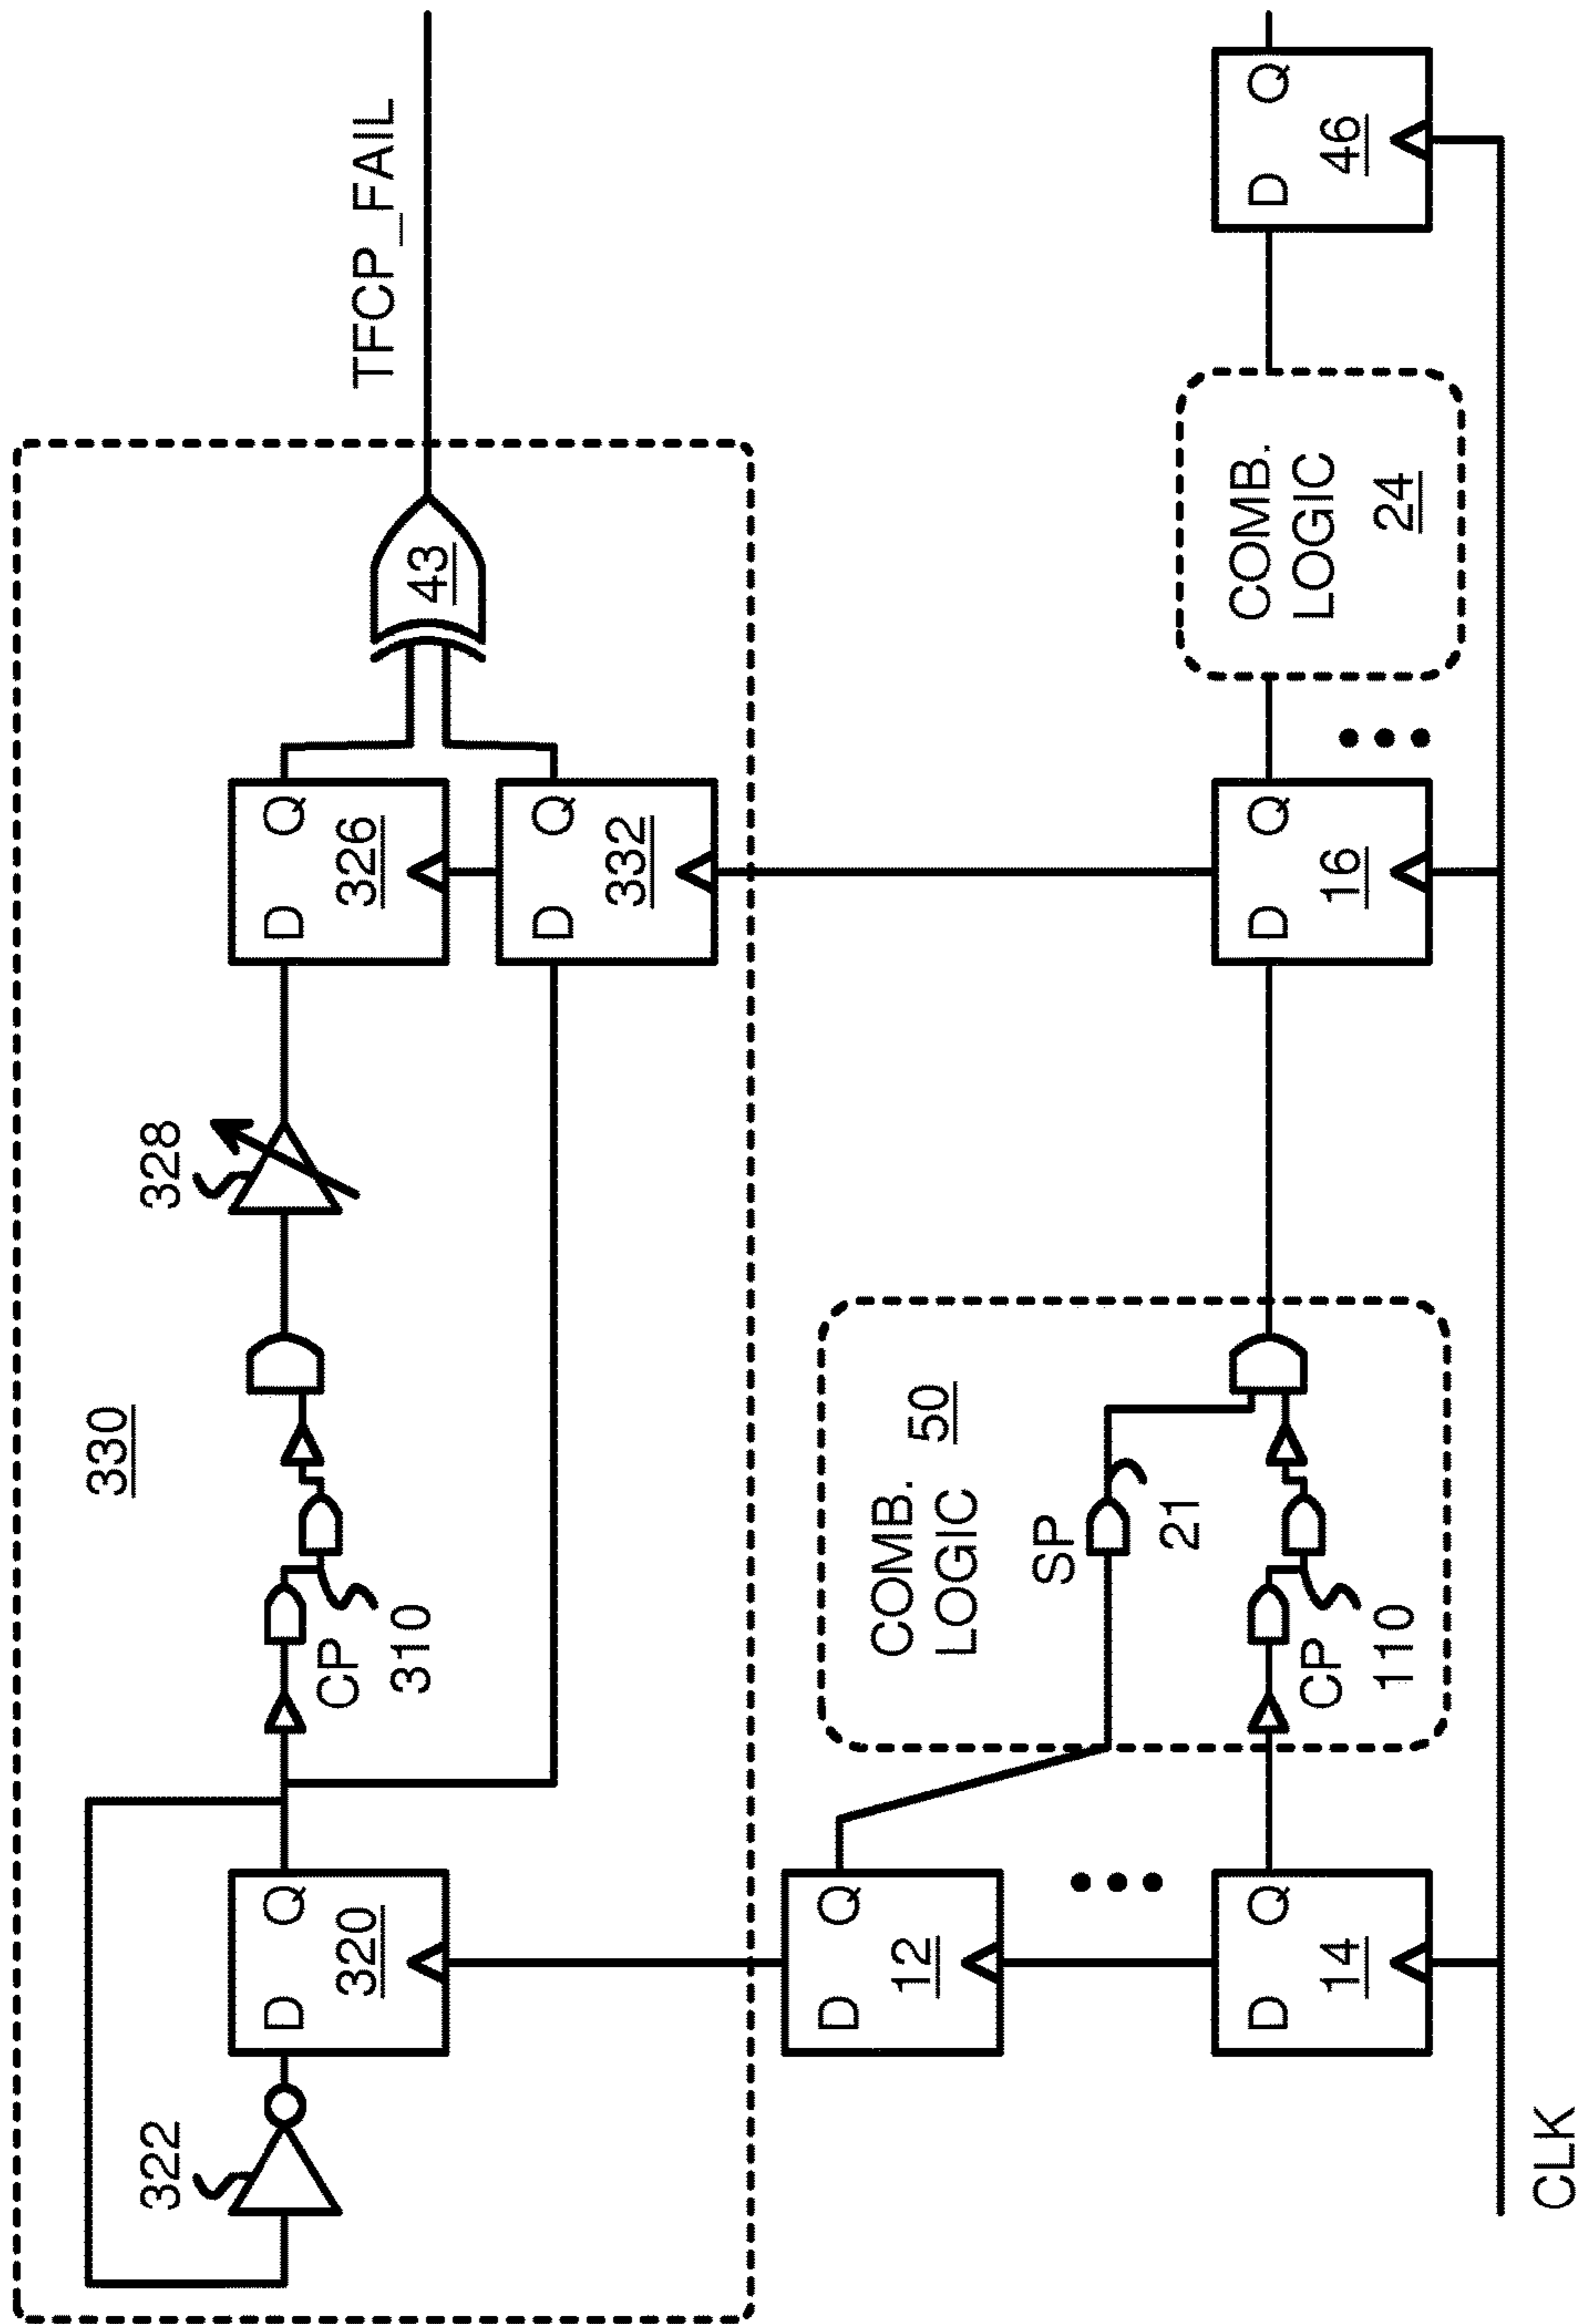 330
322
D Q
320
CP
310
328
D Q
326
D Q
332
43
TFCP_FAIL
D Q
12
D Q
14
COMB.
LOGIC
50
SP
21
CP
110
D Q
16
COMB.
LOGIC
24
D Q
46
CLK